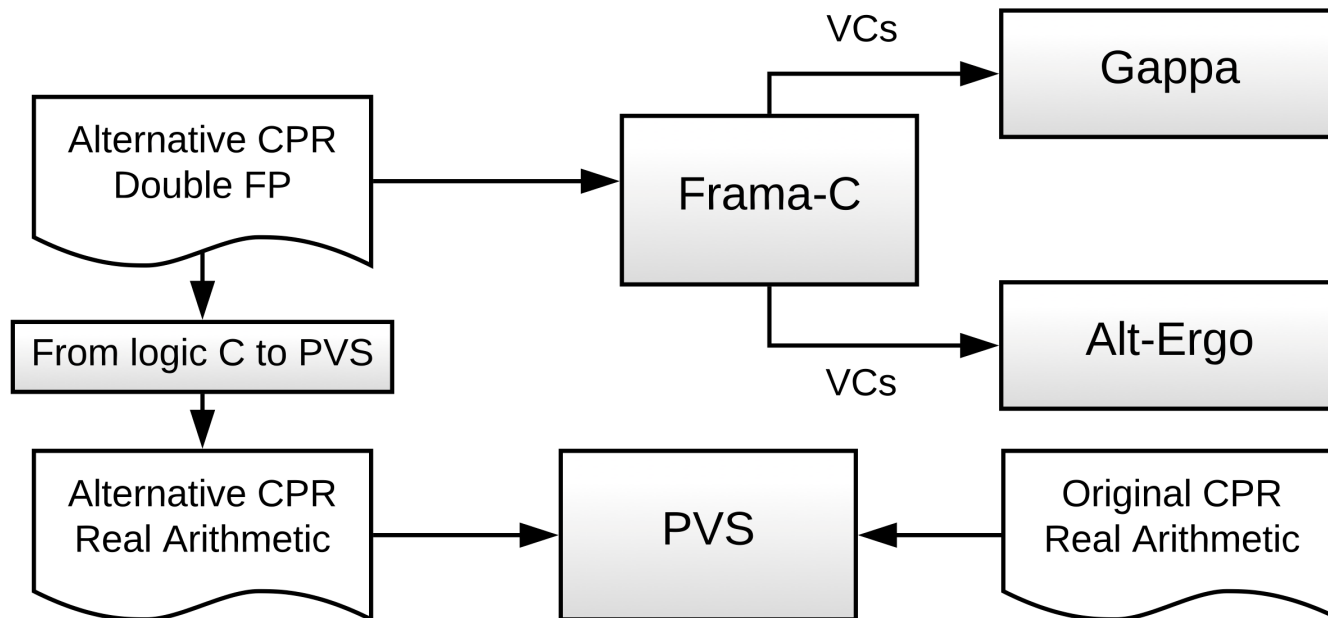 VCs
Gappa
Alternative CPR
Double FP
Frama-C
From logic C to PVS
Alt-Ergo
VCs
Alternative CPR
Real Arithmetic
PVS
Original CPR
Real Arithmetic